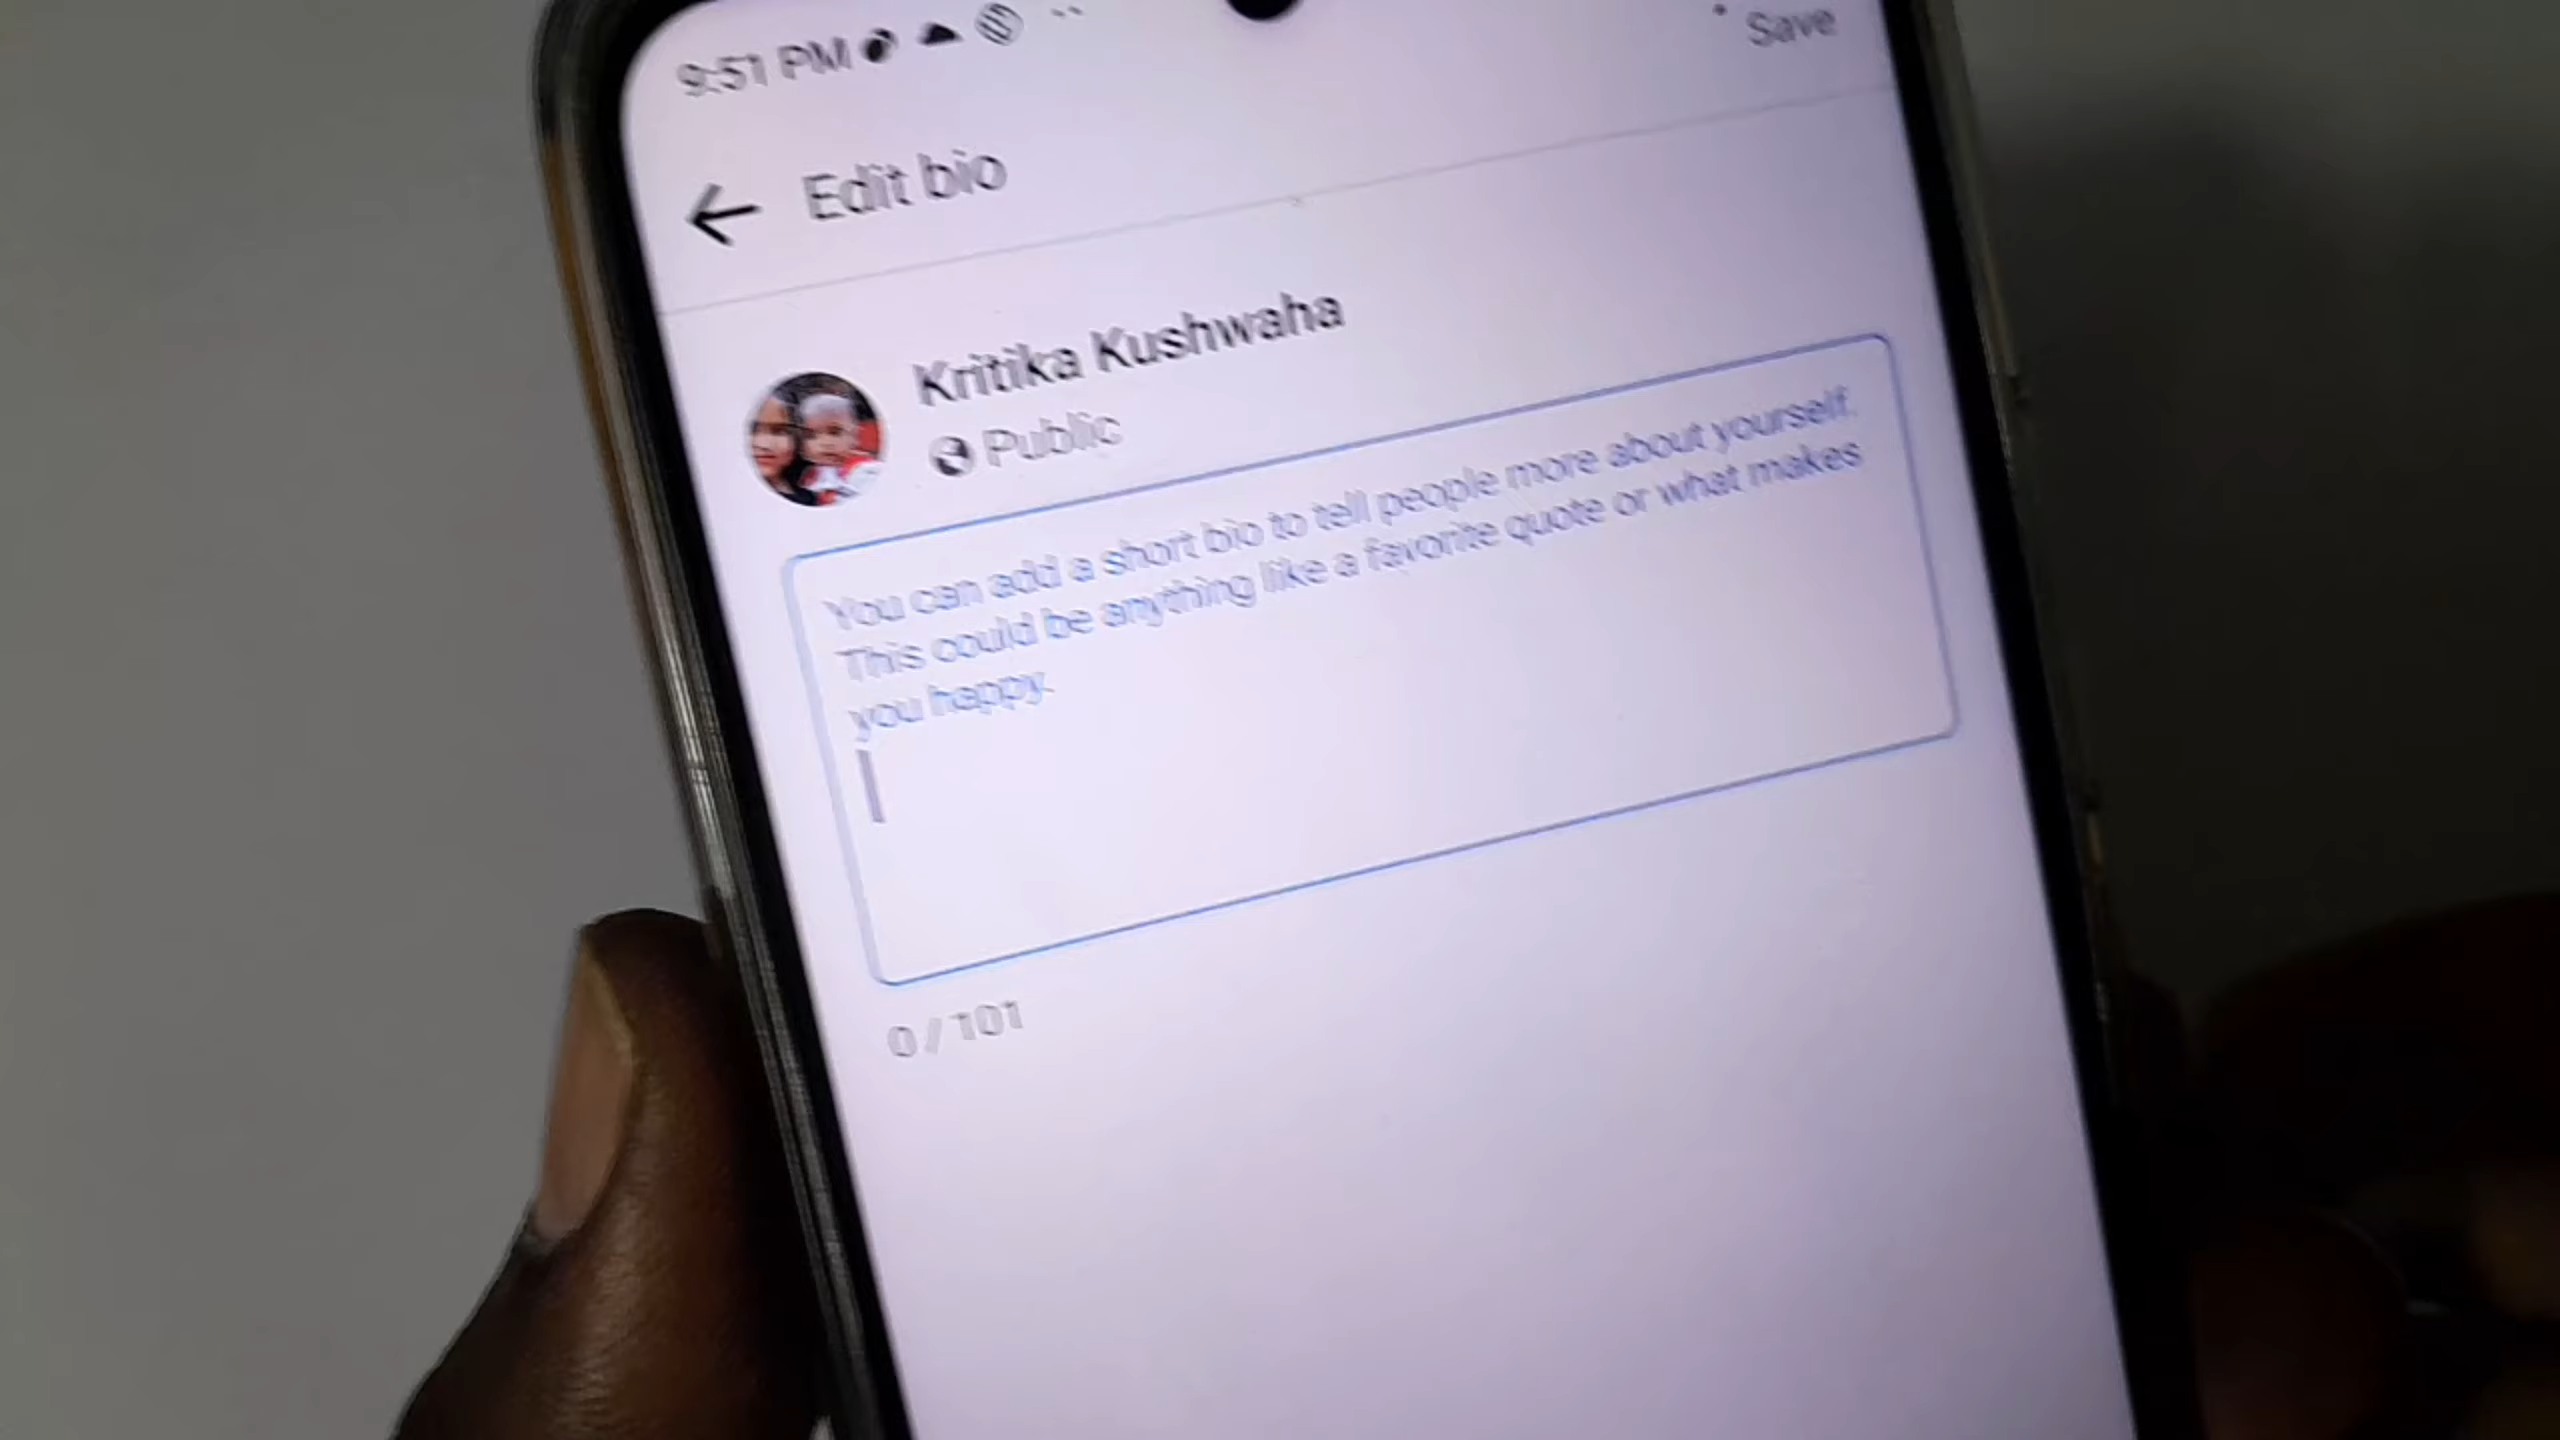 9:51 PM
Save
Edit bio
Kritika Kushwaha
Public
You can add a short bio to tell people more about yourself.
This could be anything like a favorite quote or what makes
you happy.
0 / 101